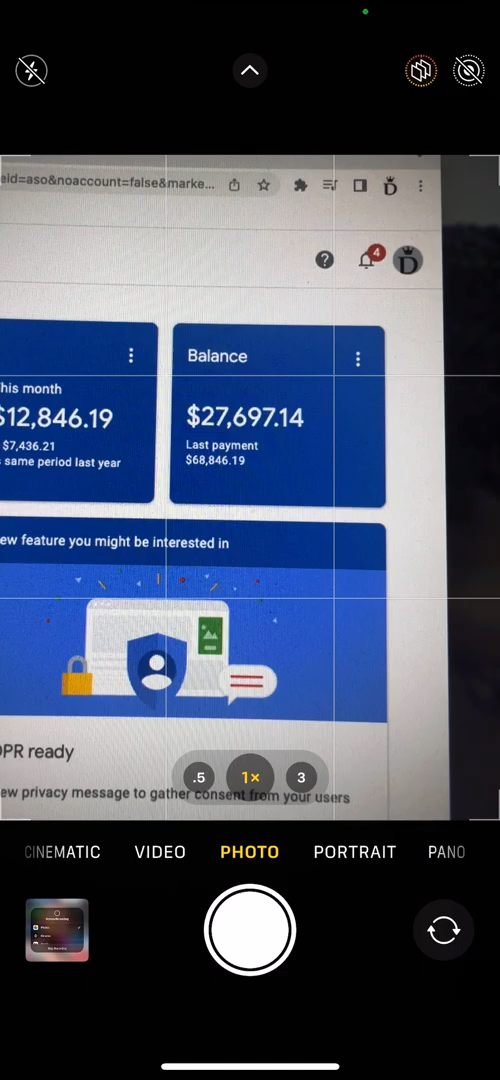 eid=aso&noaccount=false&marke...
D
4
D
his month
$12,846.19
$7,436.21
same period last year
Balance
$27,697.14
Last payment
$68,846.19
ew feature you might be interested in
PR ready
ew privacy message to gather consent from your users
.5
1×
3
CINEMATIC
VIDEO
PHOTO
PORTRAIT
PANO